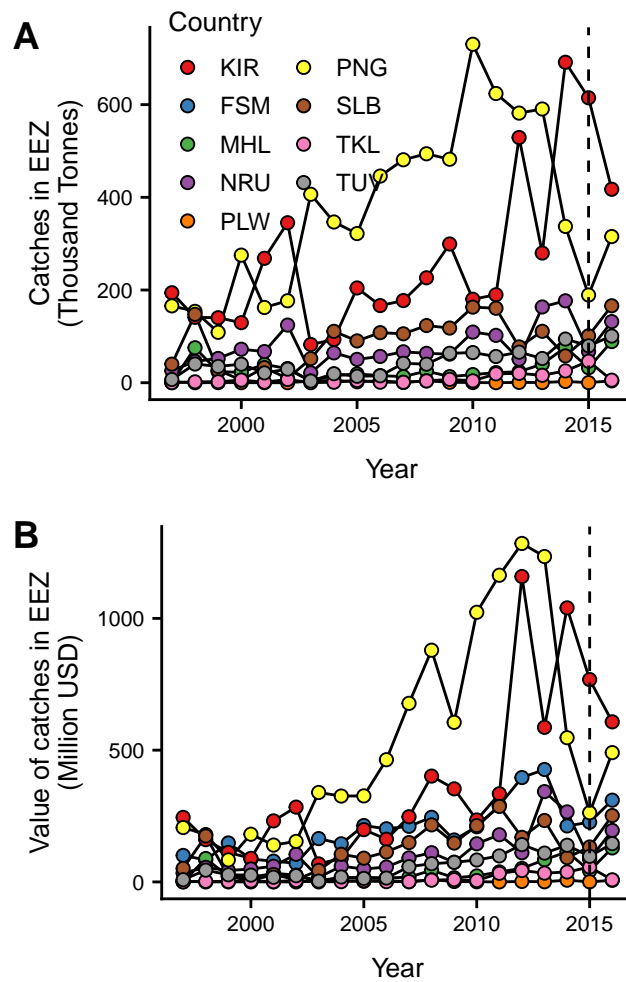 A
Country
KIR
PNG
FSM
SLB
MHL
TKL
NRU
TUV
PLW
Catches in EEZ
(Thousand Tonnes)
600
400
200
0
2000
2005
2010
2015
Year
B
Value of catches in EEZ
(Million USD)
1000
500
0
2000
2005
2010
2015
Year